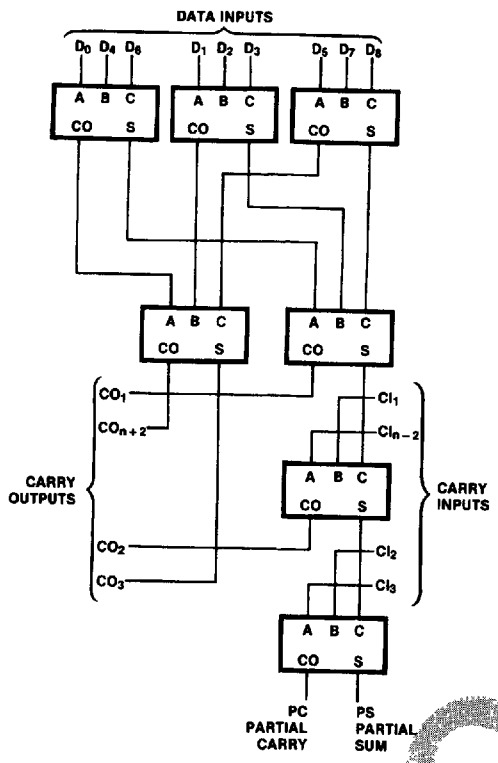 DATA INPUTS
D0 D4 D6 D1 D2 D3 D5 D7 D8
A B C A B C A B C
CO S CO S CO S
A B C A B C
CO S CO S
CO1 CI1
COn+2 CIn-2
CARRY OUTPUTS
CARRY INPUTS
A B C
CO S
CO2 CI2
CO3 CI3
A B C
CO S
PC PARTIAL CARRY
PS PARTIAL SUM